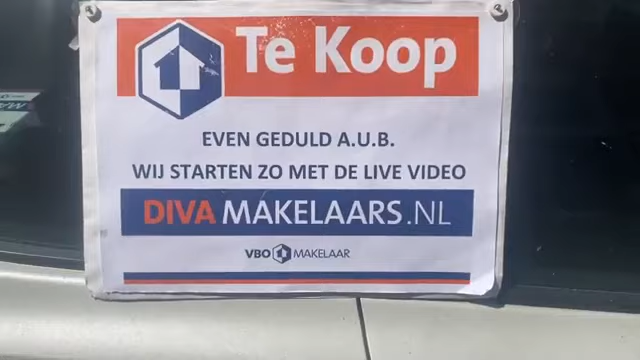 Te Koop
EVEN GEDULD A.U.B.
WIJ STARTEN ZO MET DE LIVE VIDEO
DIVA MAKELAARS.NL
VBO MAKELAAR